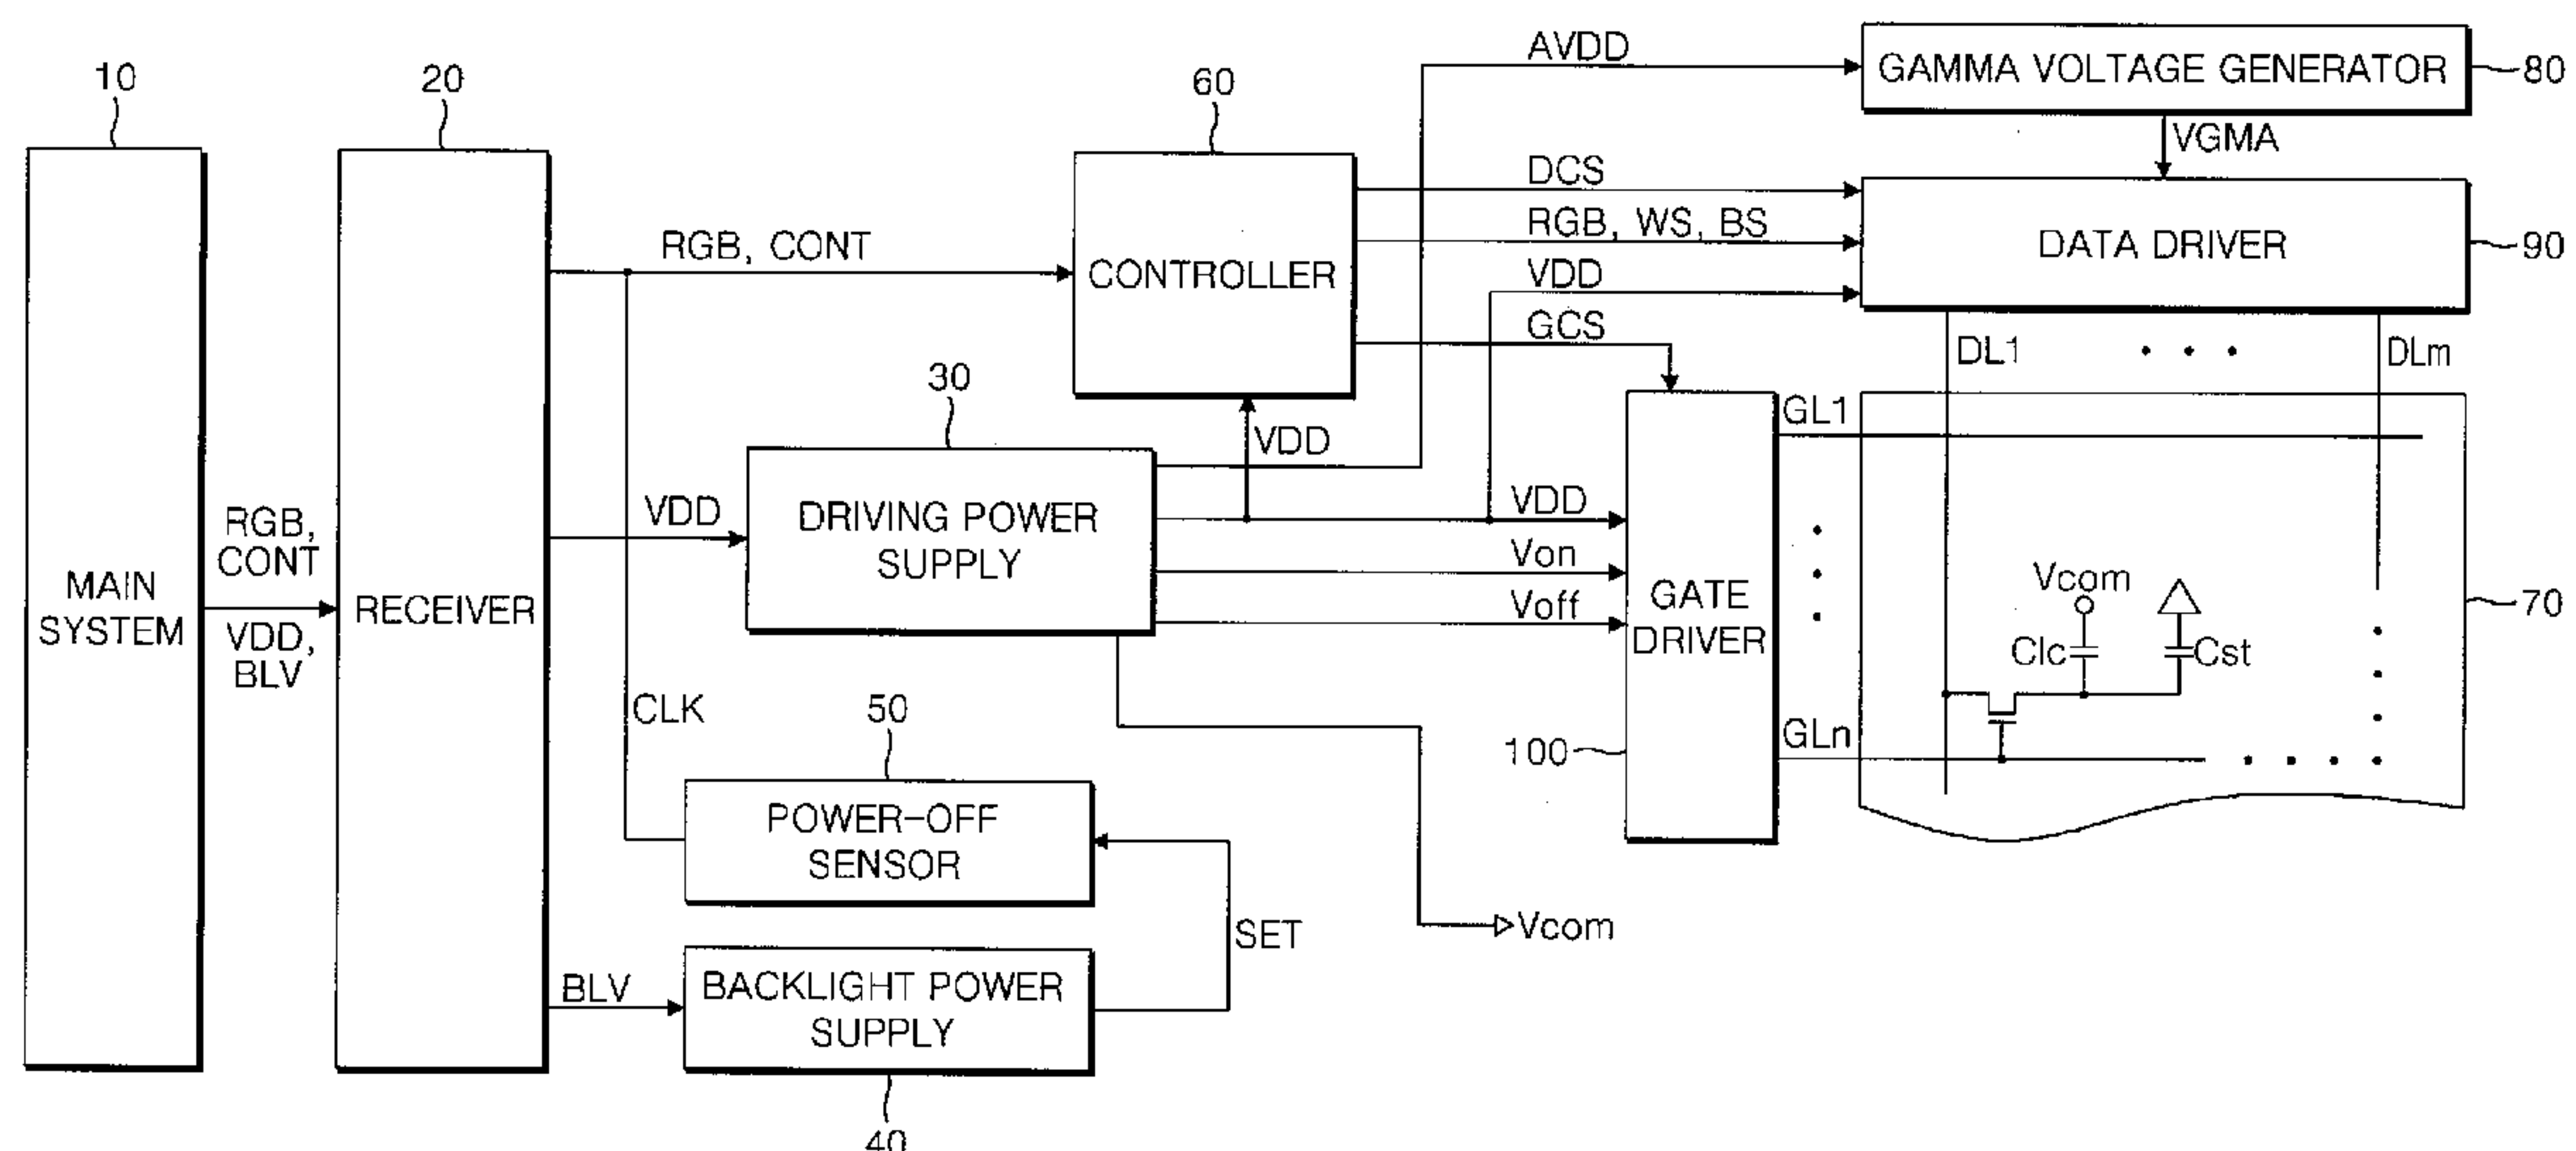 10
20
60
AVDD
GAMMA VOLTAGE GENERATOR
80
VGMA
DCS
RGB, WS, BS
VDD
GCS
DATA DRIVER
90
RGB, CONT
CONTROLLER
DL1
DLm
30
VDD
GL1
MAIN
SYSTEM
RGB,
CONT
VDD,
BLV
RECEIVER
VDD
DRIVING POWER
SUPPLY
VDD
Von
Voff
GATE
DRIVER
100
GLn
Vcom
Clc
Cst
70
CLK
50
POWER-OFF
SENSOR
SET
Vcom
BLV
BACKLIGHT POWER
SUPPLY
40